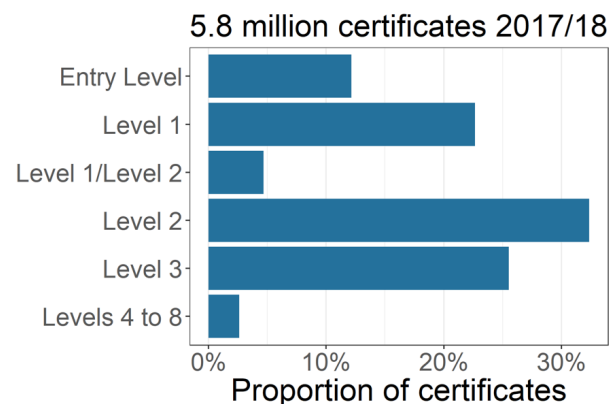 5.8 million certificates 2017/18
Entry Level
Level 1
Level 1/Level 2
Level 2
Level 3
Levels 4 to 8
0% 10% 20% 30%
Proportion of certificates